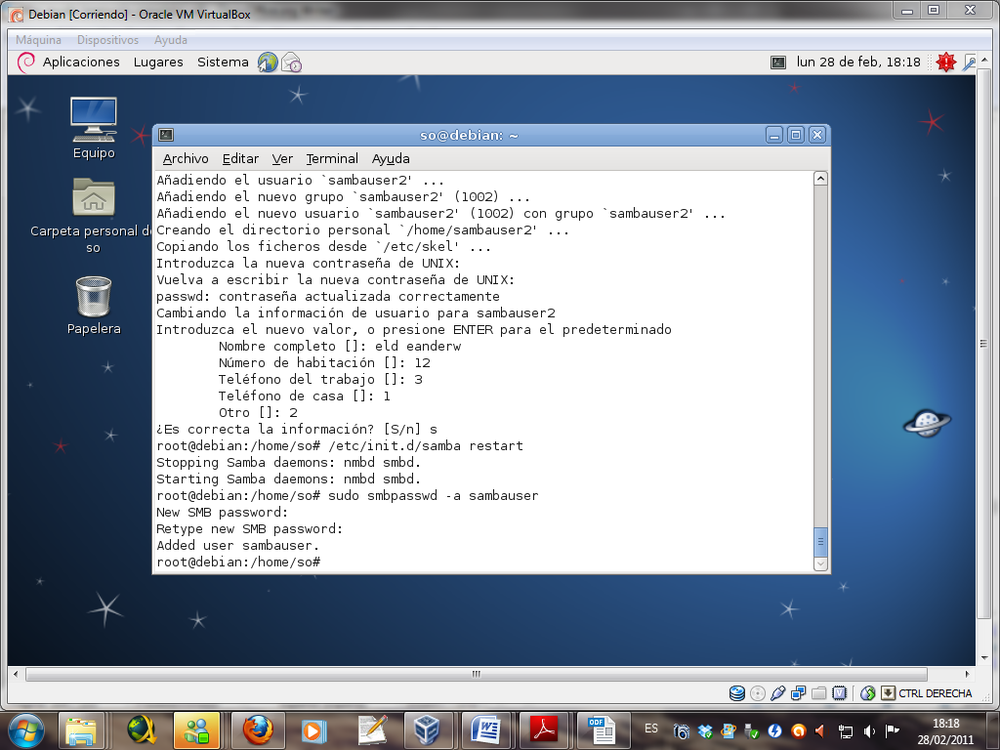 Debian [Corriendo] - Oracle VM VirtualBox
Máquina Dispositivos Ayuda
Aplicaciones Lugares Sistema lun 28 de feb, 18:18
Equipo
Carpeta personal de
so
Papelera
so@debian: ~
Archivo Editar Ver Terminal Ayuda
Añadiendo el usuario `sambauser2' ...
Añadiendo el nuevo grupo `sambauser2' (1002) ...
Añadiendo el nuevo usuario `sambauser2' (1002) con grupo `sambauser2' ...
Creando el directorio personal `/home/sambauser2' ...
Copiando los ficheros desde `/etc/skel' ...
Introduzca la nueva contraseña de UNIX:
Vuelva a escribir la nueva contraseña de UNIX:
passwd: contraseña actualizada correctamente
Cambiando la información de usuario para sambauser2
Introduzca el nuevo valor, o presione ENTER para el predeterminado
Nombre completo []: eld eanderw
Número de habitación []: 12
Teléfono del trabajo []: 3
Teléfono de casa []: 1
Otro []: 2
¿Es correcta la información? [S/n] s
root@debian:/home/so# /etc/init.d/samba restart
Stopping Samba daemons: nmbd smbd.
Starting Samba daemons: nmbd smbd.
root@debian:/home/so# sudo smbpasswd -a sambauser
New SMB password:
Retype new SMB password:
Added user sambauser.
root@debian:/home/so#
CTRL DERECHA
ODF
ES
18:18
28/02/2011